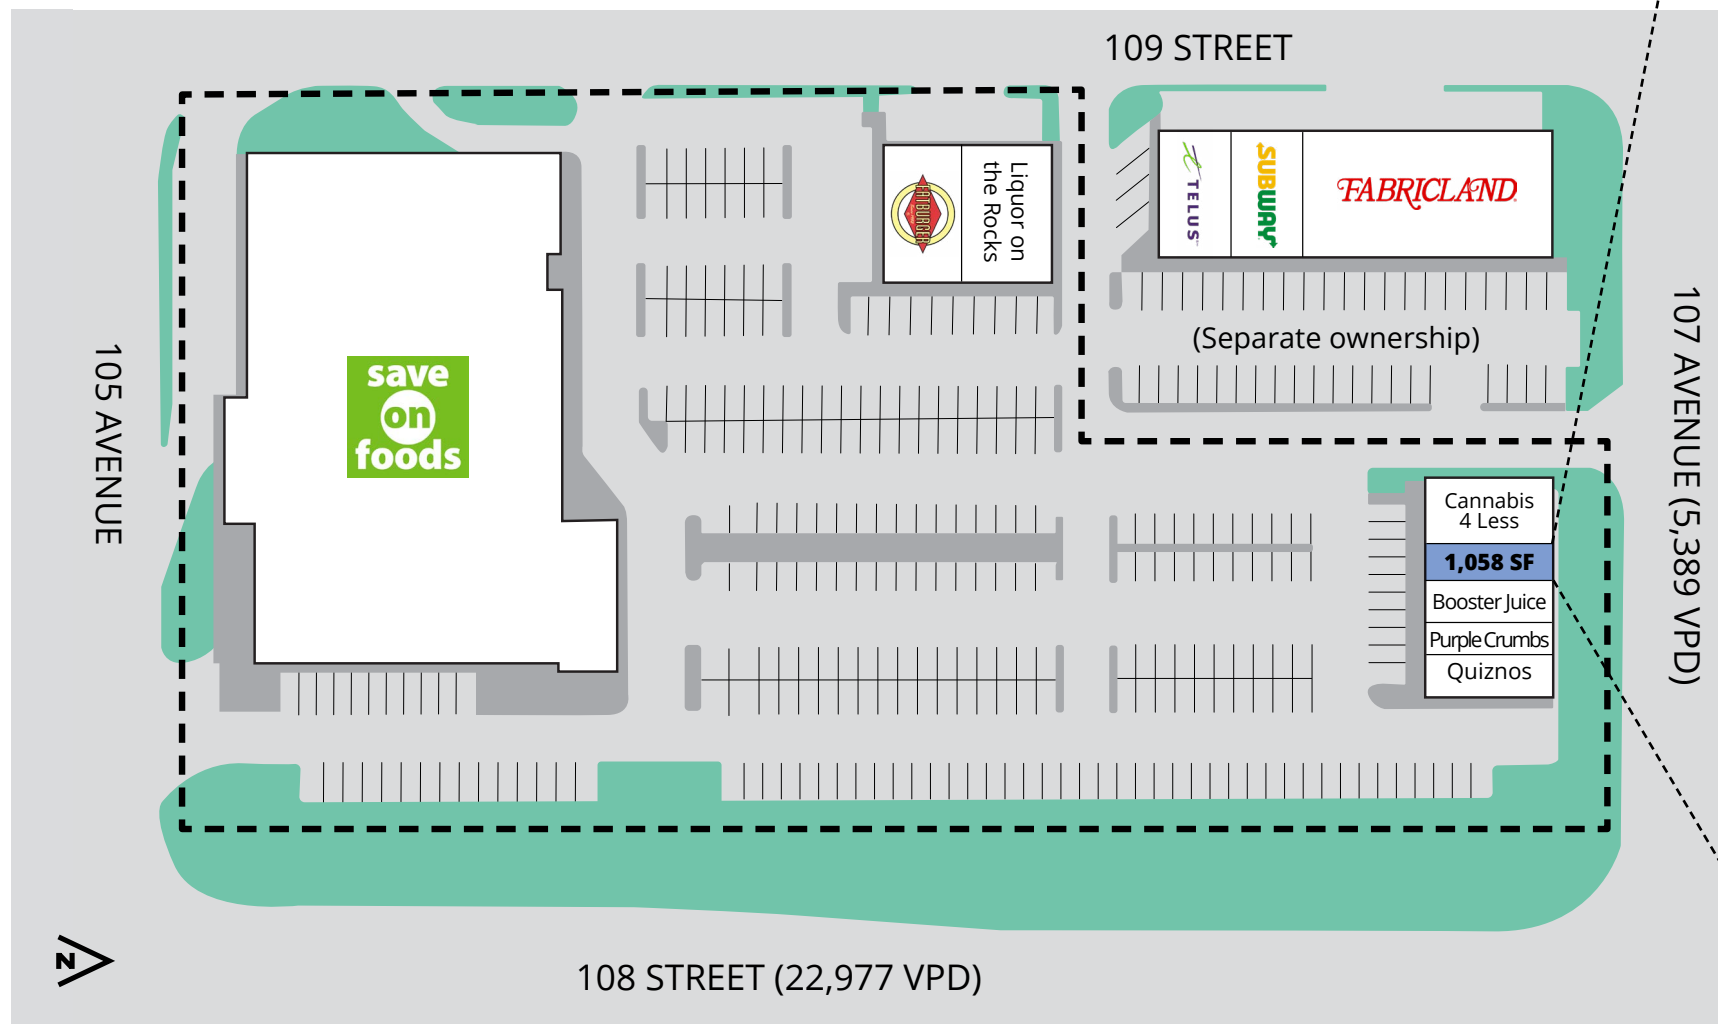 109 STREET
Liquor on
the Rocks
FATBURGER
TELUS
SUBWAY
FABRICLAND
(Separate ownership)
save
on
foods
105 AVENUE
107 AVENUE (5,389 VPD)
Cannabis
4 Less
1,058 SF
Booster Juice
Purple Crumbs
Quiznos
N
108 STREET (22,977 VPD)